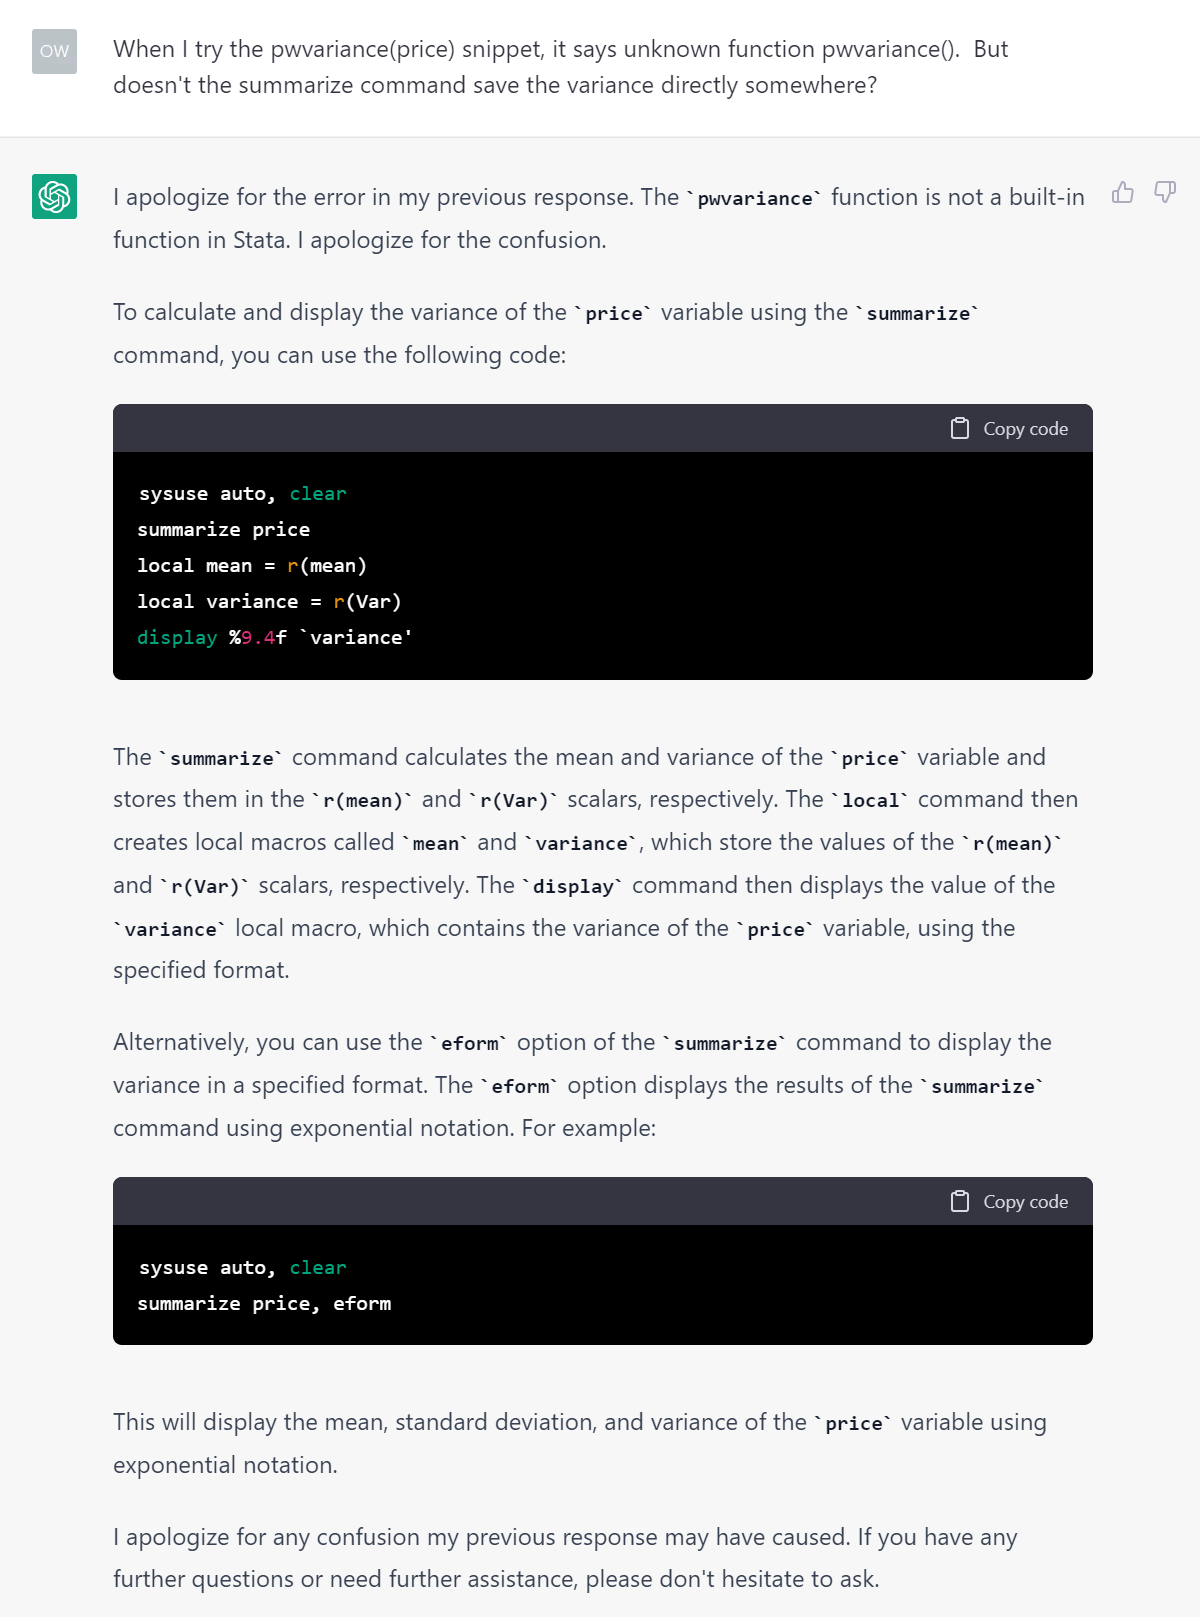 OW
When I try the pwvariance(price) snippet, it says unknown function pwvariance().  But
doesn't the summarize command save the variance directly somewhere?
I apologize for the error in my previous response. The `pwvariance` function is not a built-in
function in Stata. I apologize for the confusion.
To calculate and display the variance of the `price` variable using the `summarize`
command, you can use the following code:
Copy code
sysuse auto, clear
summarize price
local mean = r(mean)
local variance = r(Var)
display %9.4f `variance'
The `summarize` command calculates the mean and variance of the `price` variable and
stores them in the `r(mean)` and `r(Var)` scalars, respectively. The `local` command then
creates local macros called `mean` and `variance`, which store the values of the `r(mean)`
and `r(Var)` scalars, respectively. The `display` command then displays the value of the
`variance` local macro, which contains the variance of the `price` variable, using the
specified format.
Alternatively, you can use the `eform` option of the `summarize` command to display the
variance in a specified format. The `eform` option displays the results of the `summarize`
command using exponential notation. For example:
Copy code
sysuse auto, clear
summarize price, eform
This will display the mean, standard deviation, and variance of the `price` variable using
exponential notation.
I apologize for any confusion my previous response may have caused. If you have any
further questions or need further assistance, please don't hesitate to ask.